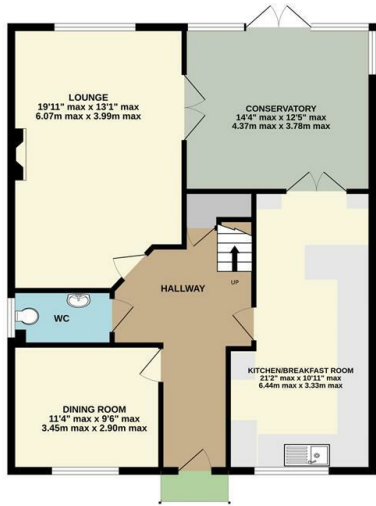 LOUNGE
19'11" max x 13'1" max
6.07m max x 3.99m max
CONSERVATORY
14'4" max x 12'5" max
4.37m max x 3.78m max
HALLWAY
UP
WC
KITCHEN/BREAKFAST ROOM
21'2" max x 10'11" max
6.44m max x 3.33m max
DINING ROOM
11'4" max x 9'6" max
3.45m max x 2.90m max